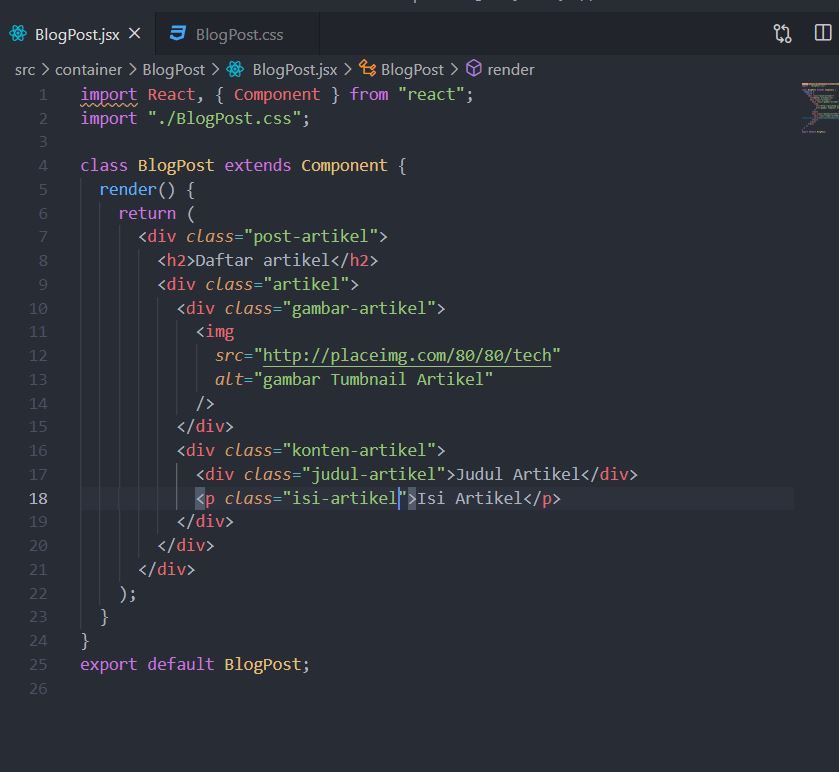 BlogPost.jsx × BlogPost.css
src > container > BlogPost > BlogPost.jsx > BlogPost > render
1 import React, { Component } from "react";
2 import "./BlogPost.css";
3
4 class BlogPost extends Component {
5 render() {
6 return (
7 <div class="post-artikel">
8 <h2>Daftar artikel</h2>
9 <div class="artikel">
10 <div class="gambar-artikel">
11 <img
12 src="http://placeimg.com/80/80/tech"
13 alt="gambar Tumbnail Artikel"
14 />
15 </div>
16 <div class="konten-artikel">
17 <div class="judul-artikel">Judul Artikel</div>
18 <p class="isi-artikel">Isi Artikel</p>
19 </div>
20 </div>
21 </div>
22 );
23 }
24 }
25 export default BlogPost;
26